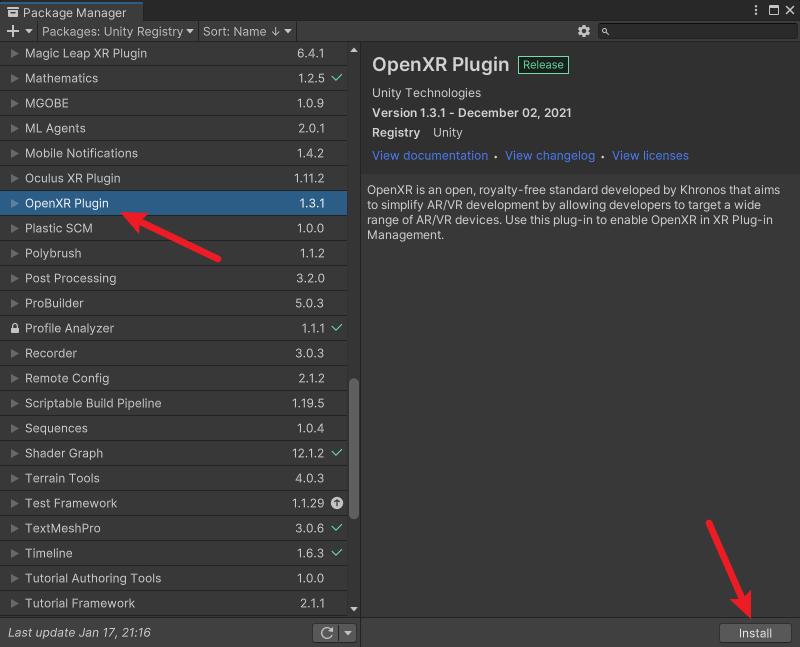 Package Manager
Packages: Unity Registry
Sort: Name ↓
Magic Leap XR Plugin 6.4.1
Mathematics 1.2.5
MGOBE 1.0.9
ML Agents 2.0.1
Mobile Notifications 1.4.2
Oculus XR Plugin 1.11.2
OpenXR Plugin 1.3.1
Plastic SCM 1.0.0
Polybrush 1.1.2
Post Processing 3.2.0
ProBuilder 5.0.3
Profile Analyzer 1.1.1
Recorder 3.0.3
Remote Config 2.1.2
Scriptable Build Pipeline 1.19.5
Sequences 1.0.4
Shader Graph 12.1.2
Terrain Tools 4.0.3
Test Framework 1.1.29
TextMeshPro 3.0.6
Timeline 1.6.3
Tutorial Authoring Tools 1.0.0
Tutorial Framework 2.1.1
Last update Jan 17, 21:16
OpenXR Plugin Release
Unity Technologies
Version 1.3.1 - December 02, 2021
Registry Unity
View documentation • View changelog • View licenses
OpenXR is an open, royalty-free standard developed by Khronos that aims
to simplify AR/VR development by allowing developers to target a wide
range of AR/VR devices. Use this plug-in to enable OpenXR in XR Plug-in
Management.
Install